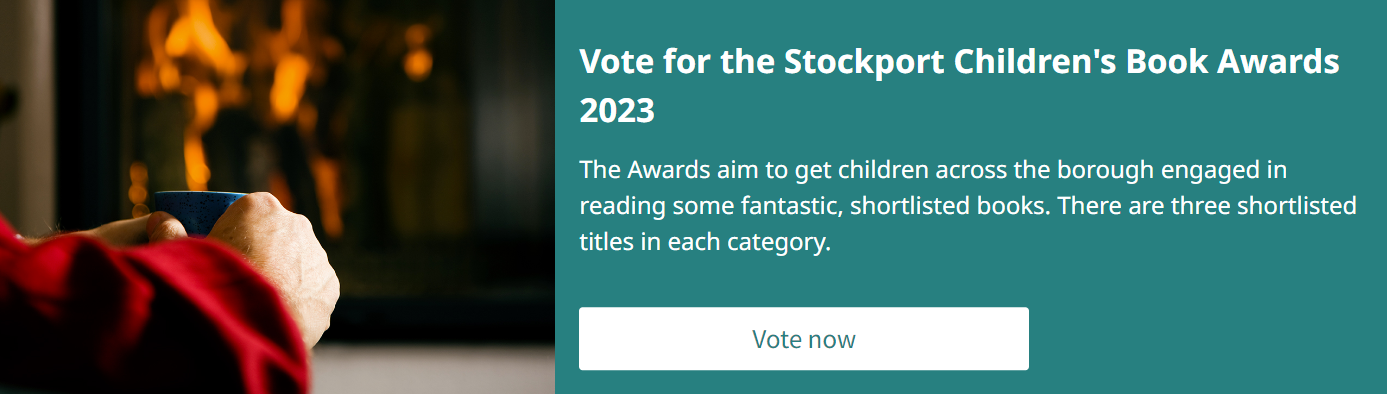 Vote for the Stockport Children's Book Awards
2023
The Awards aim to get children across the borough engaged in
reading some fantastic, shortlisted books. There are three shortlisted
titles in each category.
Vote now